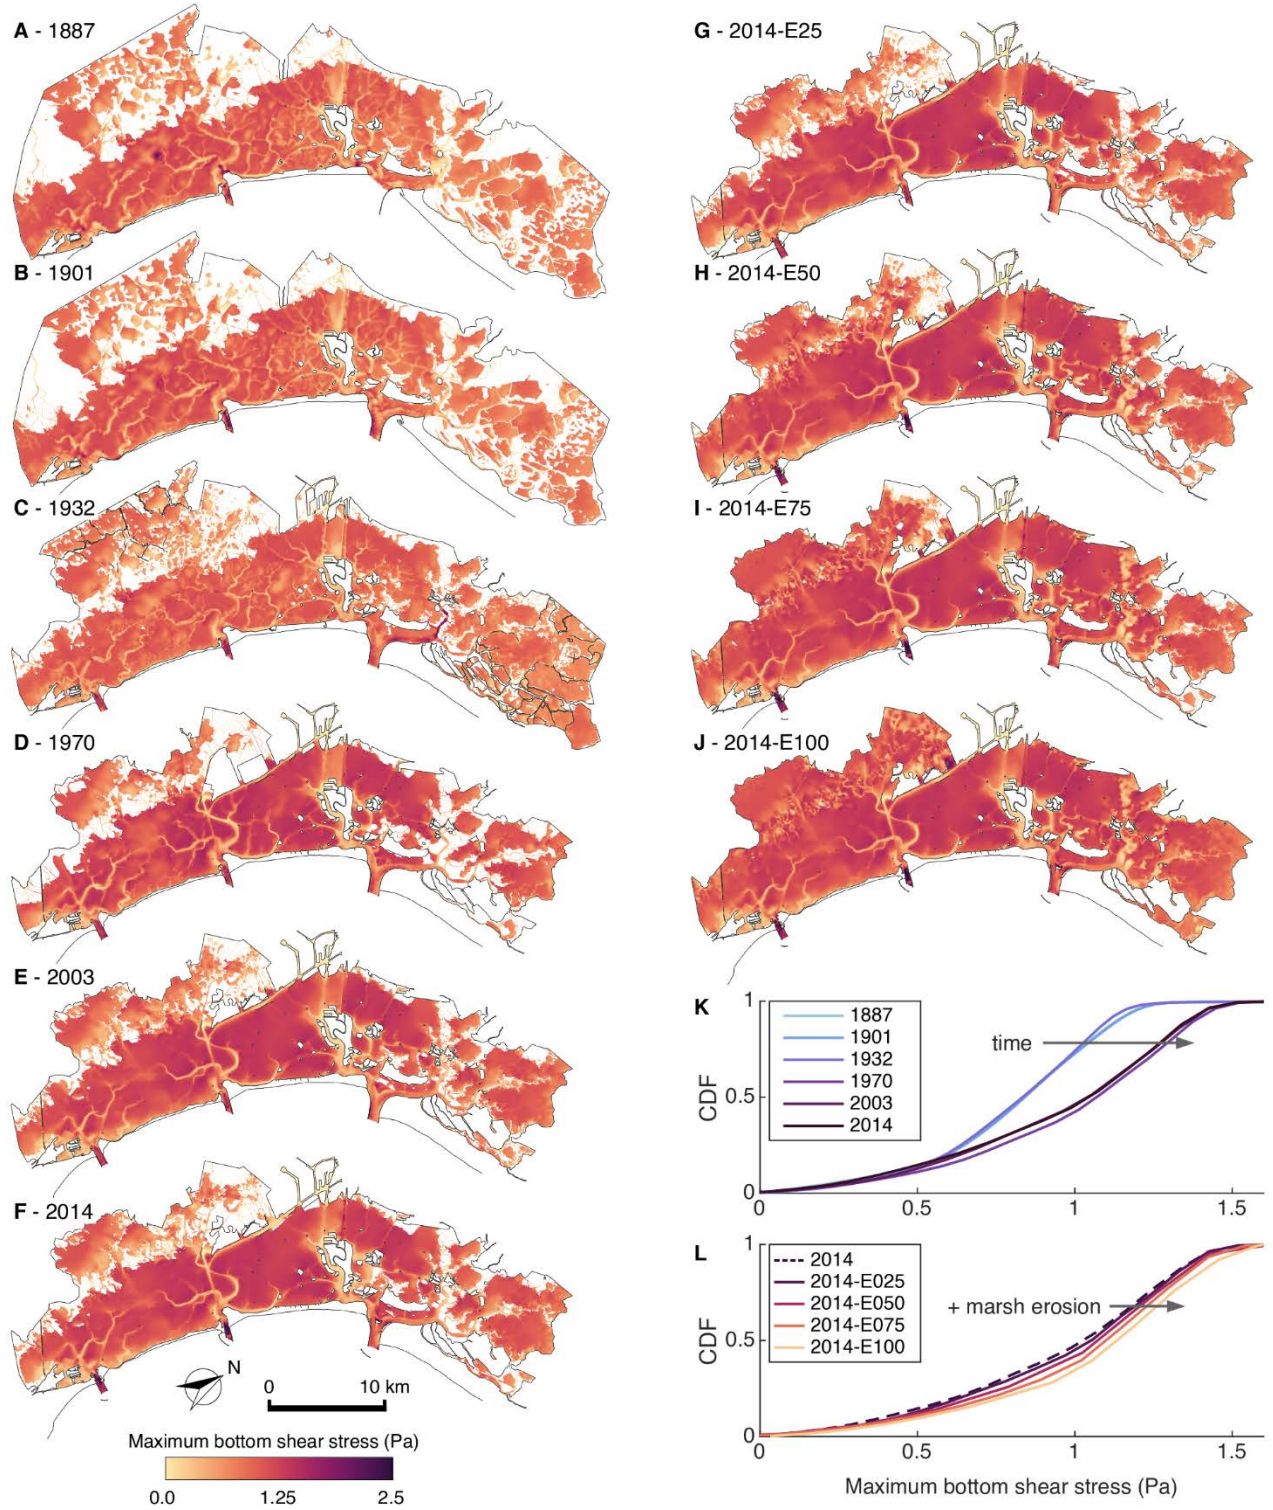 A - 1887
B - 1901
C - 1932
D - 1970
E - 2003
F - 2014
N
0 10 km
Maximum bottom shear stress (Pa)
0.0 1.25 2.5
G - 2014-E25
H - 2014-E50
I - 2014-E75
J - 2014-E100
K
1
0.5
0
CDF
1887
1901
1932
1970
2003
2014
time
0 0.5 1 1.5
L
1
0.5
0
CDF
2014
2014-E025
2014-E050
2014-E075
2014-E100
+ marsh erosion
0 0.5 1 1.5
Maximum bottom shear stress (Pa)